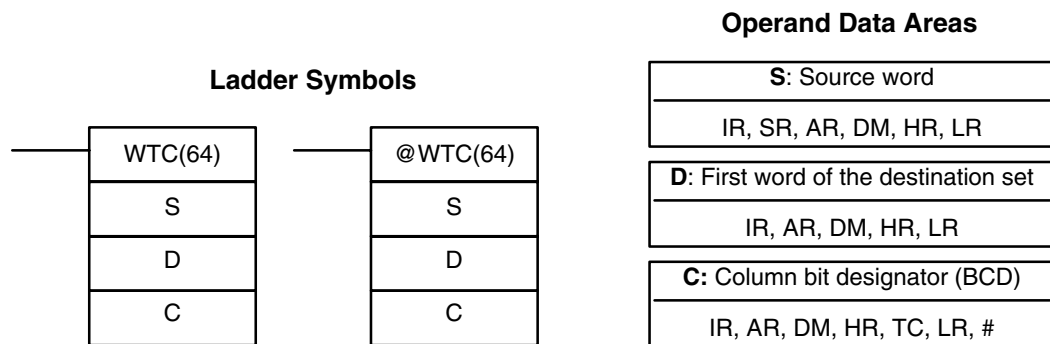 Ladder Symbols
WTC(64)
S
D
C
@WTC(64)
S
D
C
Operand Data Areas
S: Source word
IR, SR, AR, DM, HR, LR
D: First word of the destination set
IR, AR, DM, HR, LR
C: Column bit designator (BCD)
IR, AR, DM, HR, TC, LR, #